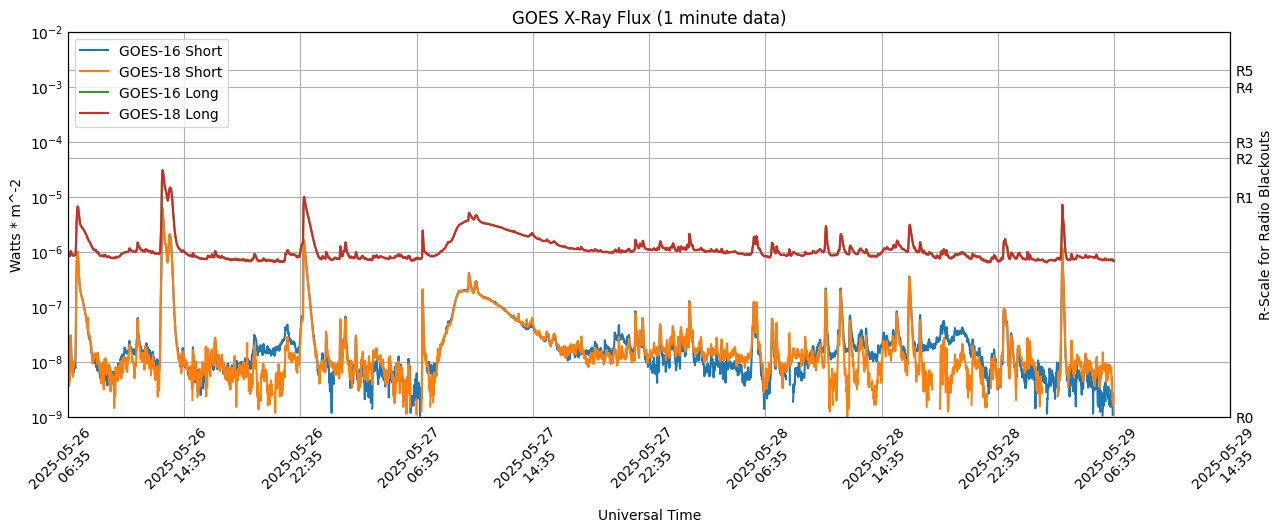 GOES X-Ray Flux (1 minute data)
GOES-16 Short
GOES-18 Short
GOES-16 Long
GOES-18 Long
Watts * m^-2
10⁻²
10⁻³
10⁻⁴
10⁻⁵
10⁻⁶
10⁻⁷
10⁻⁸
10⁻⁹
R5
R4
R3
R2
R1
R0
R-Scale for Radio Blackouts
2025-05-26
06:35
2025-05-26
14:35
2025-05-26
22:35
2025-05-27
06:35
2025-05-27
14:35
2025-05-27
22:35
2025-05-28
06:35
2025-05-28
14:35
2025-05-28
22:35
2025-05-29
06:35
2025-05-29
14:35
Universal Time